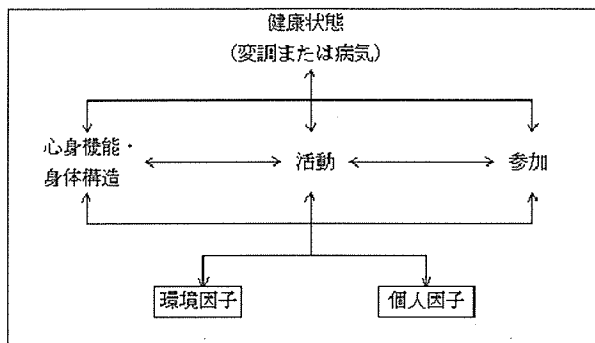 健康状態
(変調または病気)
心身機能・
身体構造
活動
参加
環境因子
個人因子